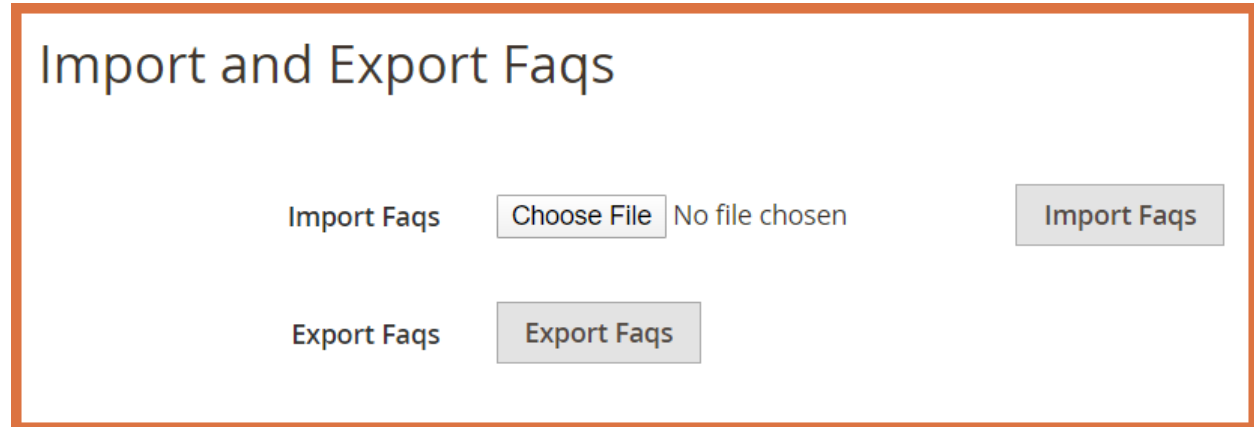 Import and Export Faqs
Import Faqs Choose File No file chosen Import Faqs
Export Faqs Export Faqs